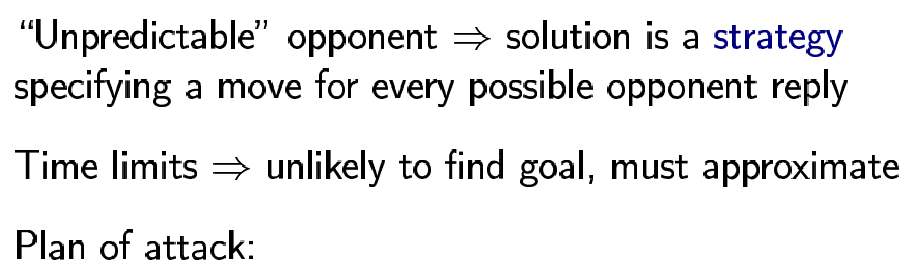 “Unpredictable” opponent ⇒ solution is a strategy
specifying a move for every possible opponent reply
Time limits ⇒ unlikely to find goal, must approximate
Plan of attack: